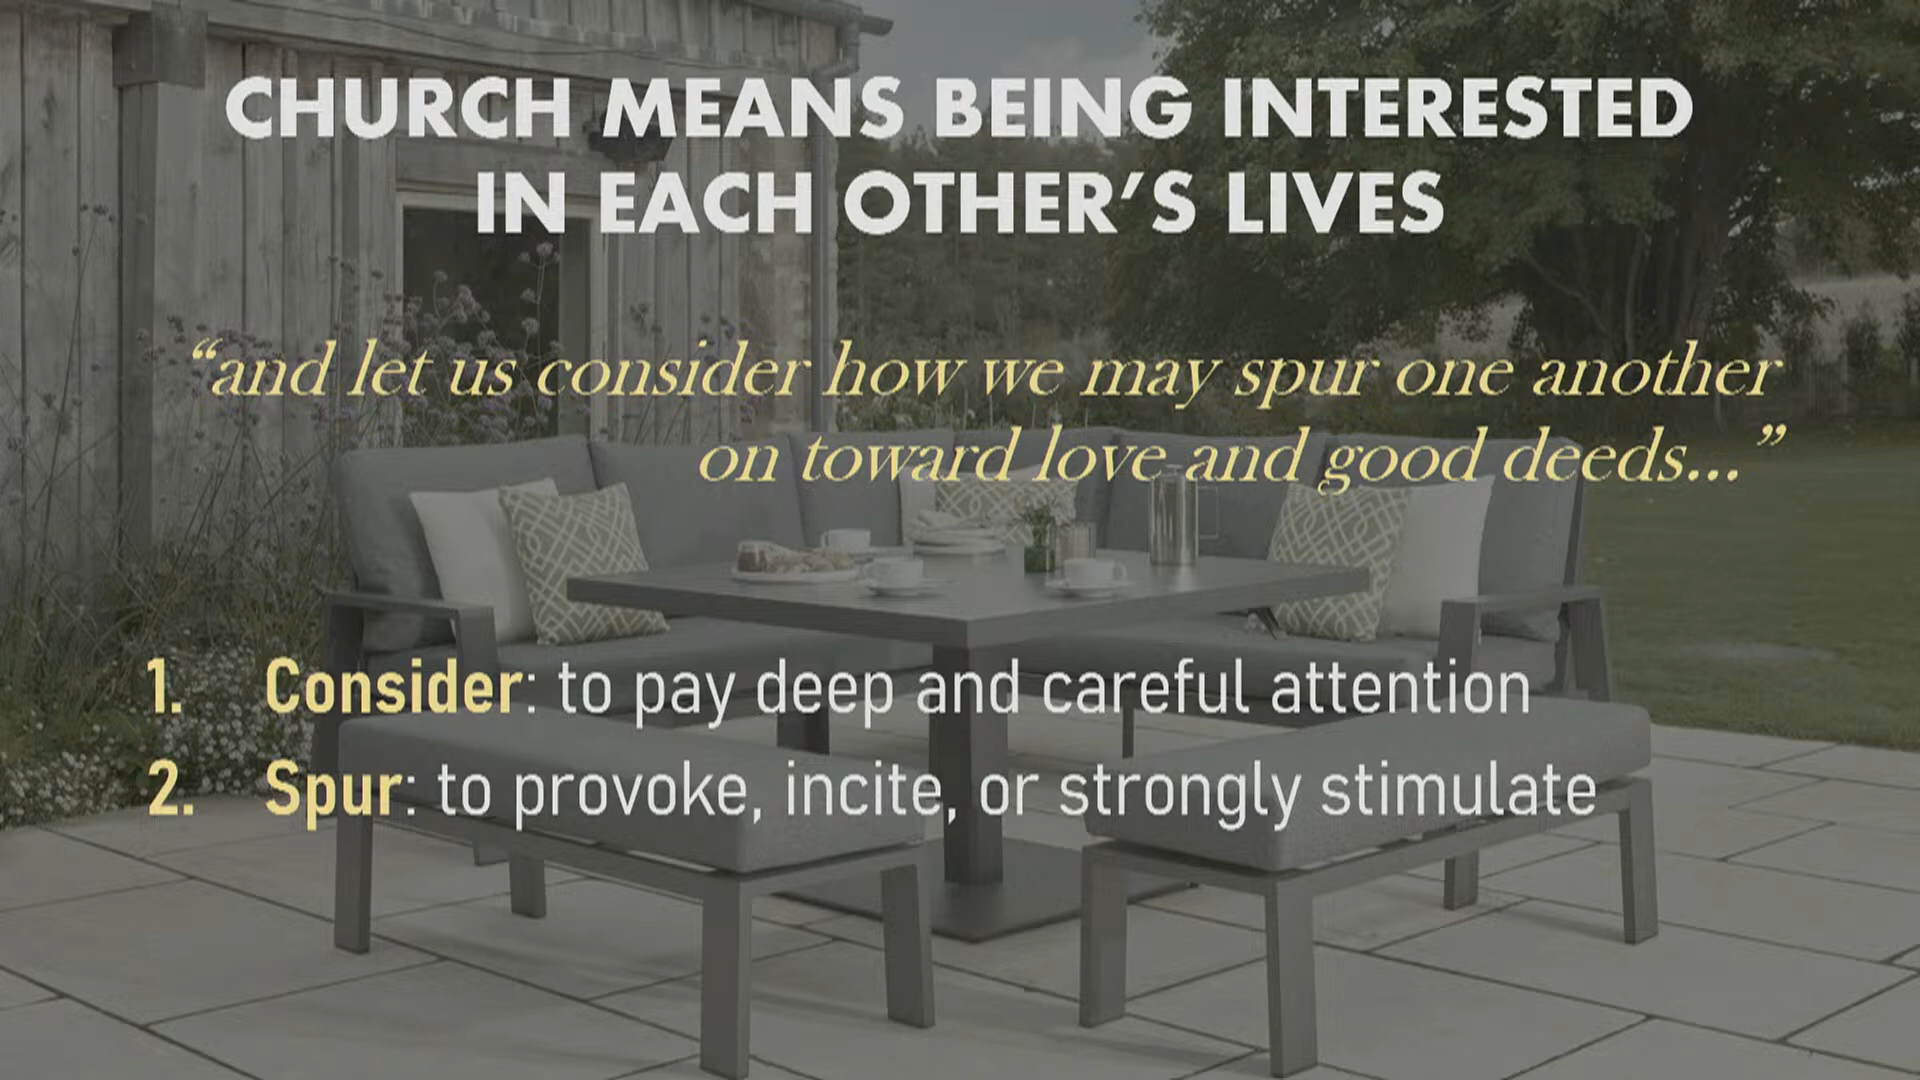 CHURCH MEANS BEING INTERESTED
IN EACH OTHER’S LIVES
“and let us consider how we may spur one another
on toward love and good deeds...”
1. Consider: to pay deep and careful attention
2. Spur: to provoke, incite, or strongly stimulate